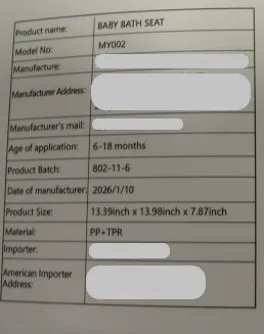 Product name: BABY BATH SEAT
Model No: MY002
Manufacture:
Manufacturer Address:
Manufacturer's mail:
Age of application: 6-18 months
Product Batch: 802-11-6
Date of manufacturer: 2026/1/10
Product Size: 13.39inch x 13.98inch x 7.87inch
Material: PP+TPR
Importer:
American Importer
Address: